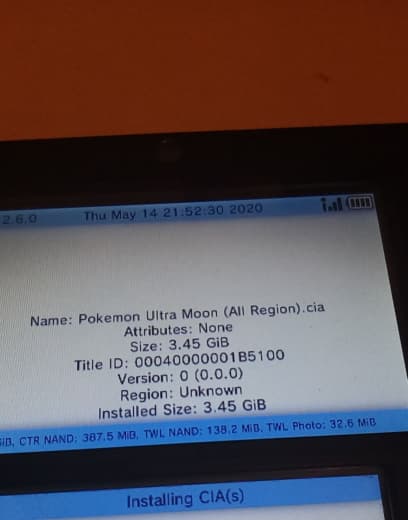 2.6.0 Thu May 14 21:52:30 2020
Name: Pokemon Ultra Moon (All Region).cia
Attributes: None
Size: 3.45 GiB
Title ID: 00040000001B5100
Version: 0 (0.0.0)
Region: Unknown
Installed Size: 3.45 GiB
GiB, CTR NAND: 387.5 MiB, TWL NAND: 138.2 MiB, TWL Photo: 32.6 MiB
Installing CIA(s)